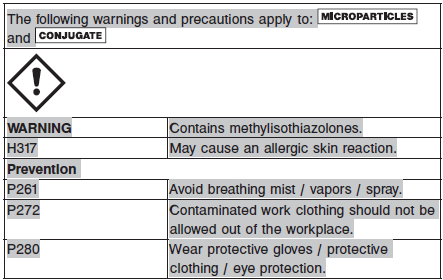 The following warnings and precautions apply to: MICROPARTICLES
and CONJUGATE
WARNING Contains methylisothiazolones.
H317 May cause an allergic skin reaction.
Prevention
P261 Avoid breathing mist / vapors / spray.
P272 Contaminated work clothing should not be
allowed out of the workplace.
P280 Wear protective gloves / protective
clothing / eye protection.